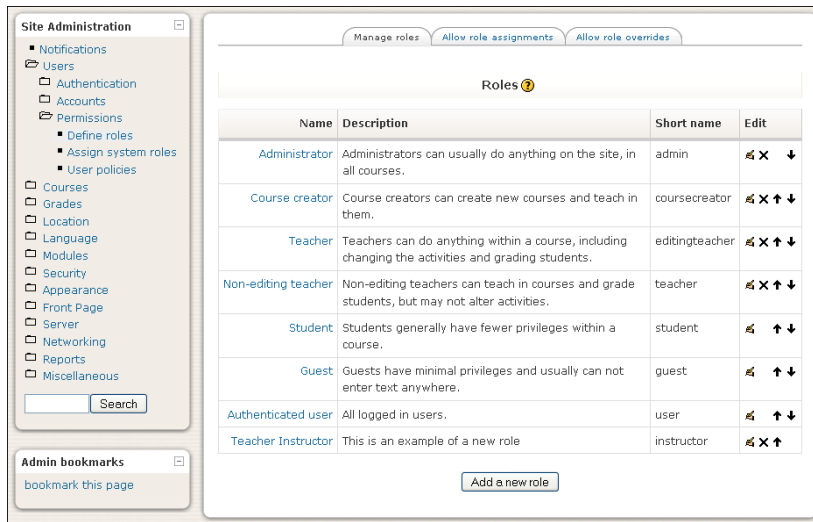 Site Administration
Notifications
Users
Authentication
Accounts
Permissions
Define roles
Assign system roles
User policies
Courses
Grades
Location
Language
Modules
Security
Appearance
Front Page
Server
Networking
Reports
Miscellaneous
Search
Admin bookmarks
bookmark this page
Manage roles Allow role assignments Allow role overrides
Roles ?
Name Description Short name Edit
Administrator Administrators can usually do anything on the site, in admin
all courses.
Course creator Course creators can create new courses and teach in coursecreator
them.
Teacher Teachers can do anything within a course, including editingteacher
changing the activities and grading students.
Non-editing teacher Non-editing teachers can teach in courses and grade teacher
students, but may not alter activities.
Student Students generally have fewer privileges within a student
course.
Guest Guests have minimal privileges and usually can not guest
enter text anywhere.
Authenticated user All logged in users. user
Teacher Instructor This is an example of a new role instructor
Add a new role